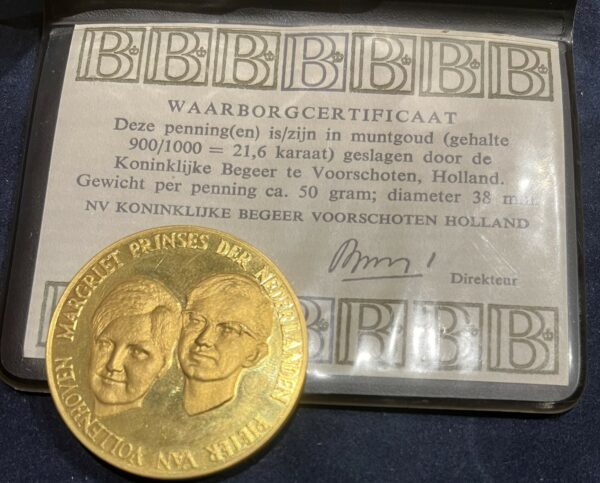 B B B B B B B
WAARBORGCERTIFICAAT
Deze penning(en) is/zijn in muntgoud (gehalte
900/1000 = 21,6 karaat) geslagen door de
Koninklijke Begeer te Voorschoten, Holland.
Gewicht per penning ca. 50 gram; diameter 38 mm.
NV KONINKLIJKE BEGEER VOORSCHOTEN HOLLAND
Direkteur
B B B B B
MARGRIET PRINSES DER NEDERLANDEN PIETER VAN VOLLENHOVEN